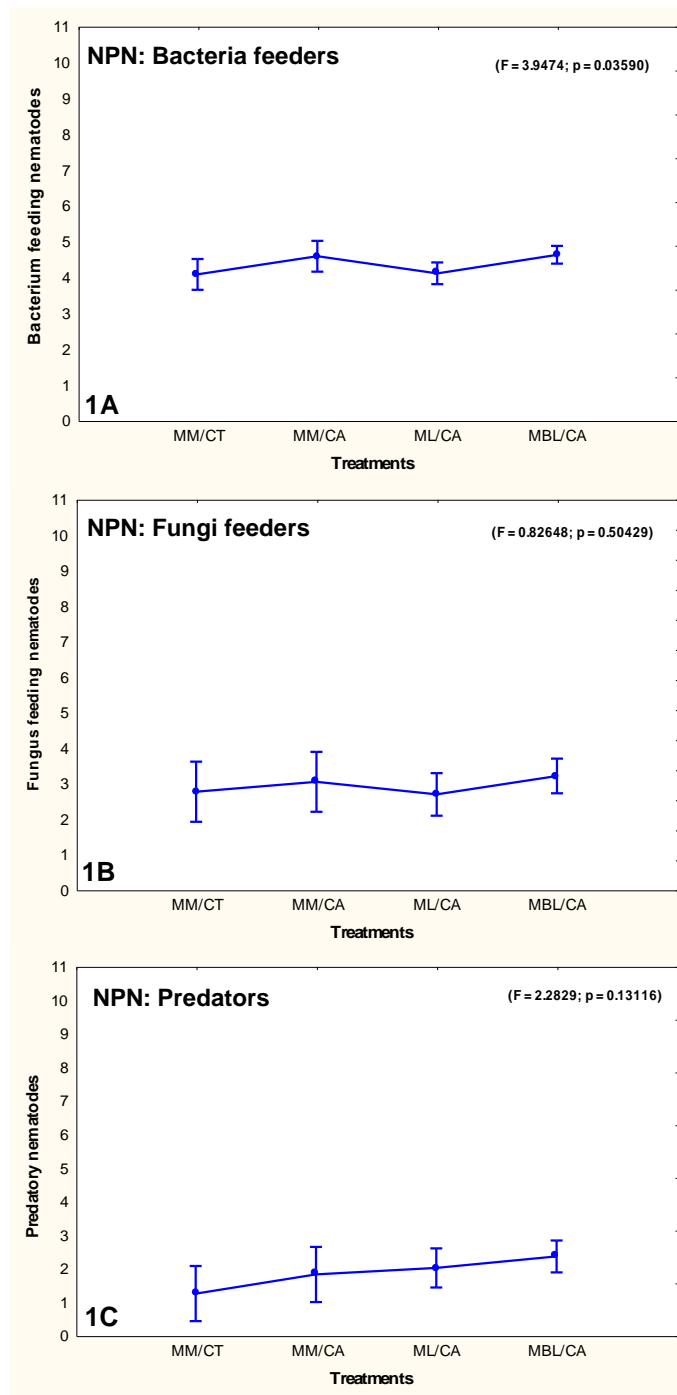 NPN: Bacteria feeders
(F = 3.9474; p = 0.03590)
Bacterium feeding nematodes
11
10
9
8
7
6
5
4
3
2
1
0
1A
MM/CT MM/CA ML/CA MBL/CA
Treatments
NPN: Fungi feeders
(F = 0.82648; p = 0.50429)
Fungus feeding nematodes
11
10
9
8
7
6
5
4
3
2
1
0
1B
MM/CT MM/CA ML/CA MBL/CA
Treatments
NPN: Predators
(F = 2.2829; p = 0.13116)
Predatory nematodes
11
10
9
8
7
6
5
4
3
2
1
0
1C
MM/CT MM/CA ML/CA MBL/CA
Treatments